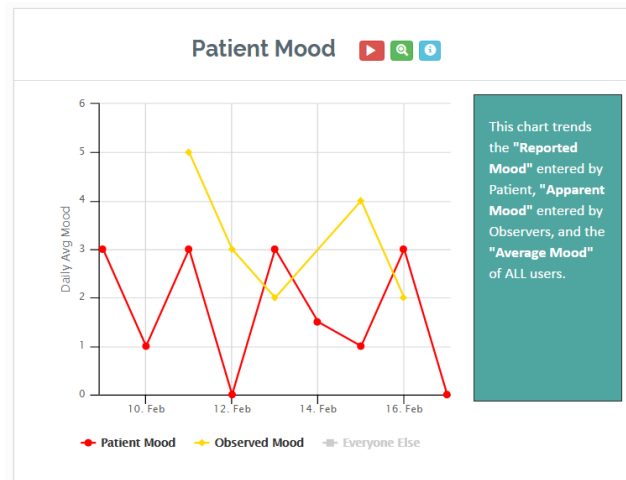 Patient Mood
6
5
4
3
2
1
0
Daily Avg Mood
10. Feb
12. Feb
14. Feb
16. Feb
Patient Mood
Observed Mood
Everyone Else
This chart trends
the "Reported
Mood" entered by
Patient, "Apparent
Mood" entered by
Observers, and the
"Average Mood"
of ALL users.